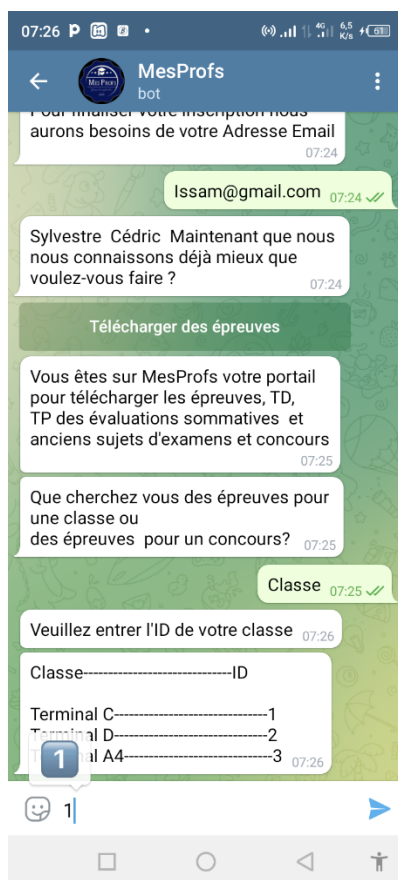 07:26
4G
6,5
K/s
61
MesProfs
bot
Pour finaliser votre inscription nous
aurons besoins de votre Adresse Email
07:24
Issam@gmail.com 07:24
Sylvestre Cédric Maintenant que nous
nous connaissons déjà mieux que
voulez-vous faire ?
07:24
Télécharger des épreuves
Vous êtes sur MesProfs votre portail
pour télécharger les épreuves, TD,
TP des évaluations sommatives et
anciens sujets d'examens et concours
07:25
Que cherchez vous des épreuves pour
une classe ou
des épreuves pour un concours? 07:25
Classe 07:25
Veuillez entrer l'ID de votre classe 07:26
Classe-----------------------------ID
Terminal C------------------------------1
Terminal D-----------------------------2
al A4-----------------------------3 07:26
1
1